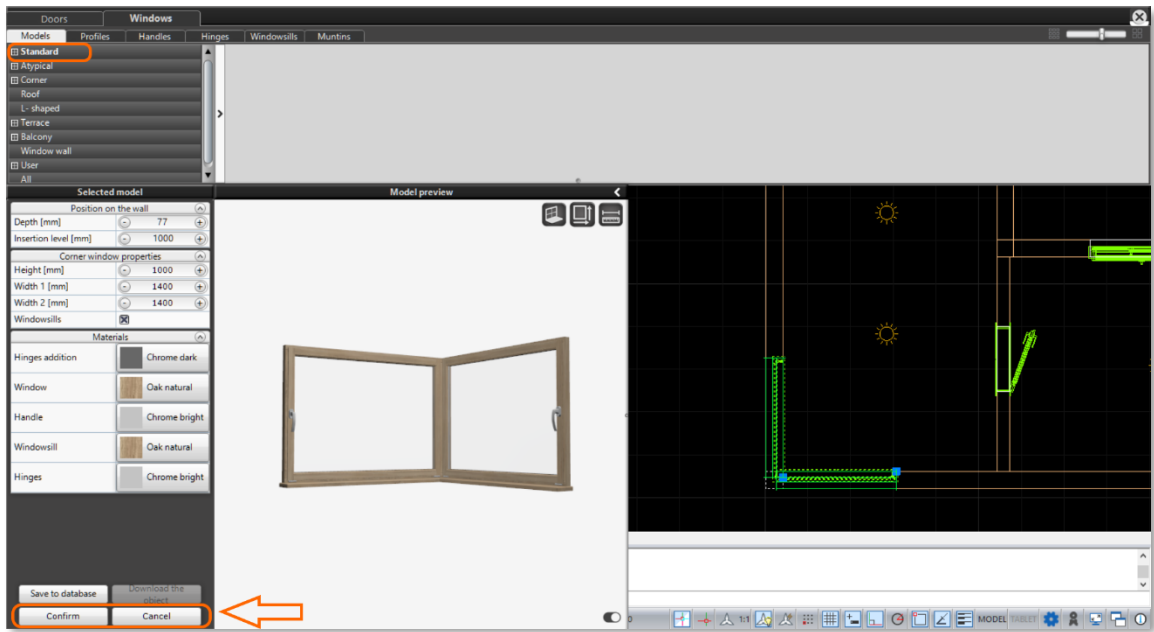 Doors Windows
Models Profiles Handles Hinges Windowsills Muntins
Standard
Atypical
Corner
Roof
L- shaped
Terrace
Balcony
Window wall
User
All
Selected model Model preview
Position on the wall
Depth [mm] - 77 +
Insertion level [mm] - 1000 +
Corner window properties
Height [mm] - 1000 +
Width 1 [mm] - 1400 +
Width 2 [mm] - 1400 +
Windowsills
Materials
Hinges addition Chrome dark
Window Oak natural
Handle Chrome bright
Windowsill Oak natural
Hinges Chrome bright
Save to database Download the object
Confirm Cancel
1:1 MODEL TABLET